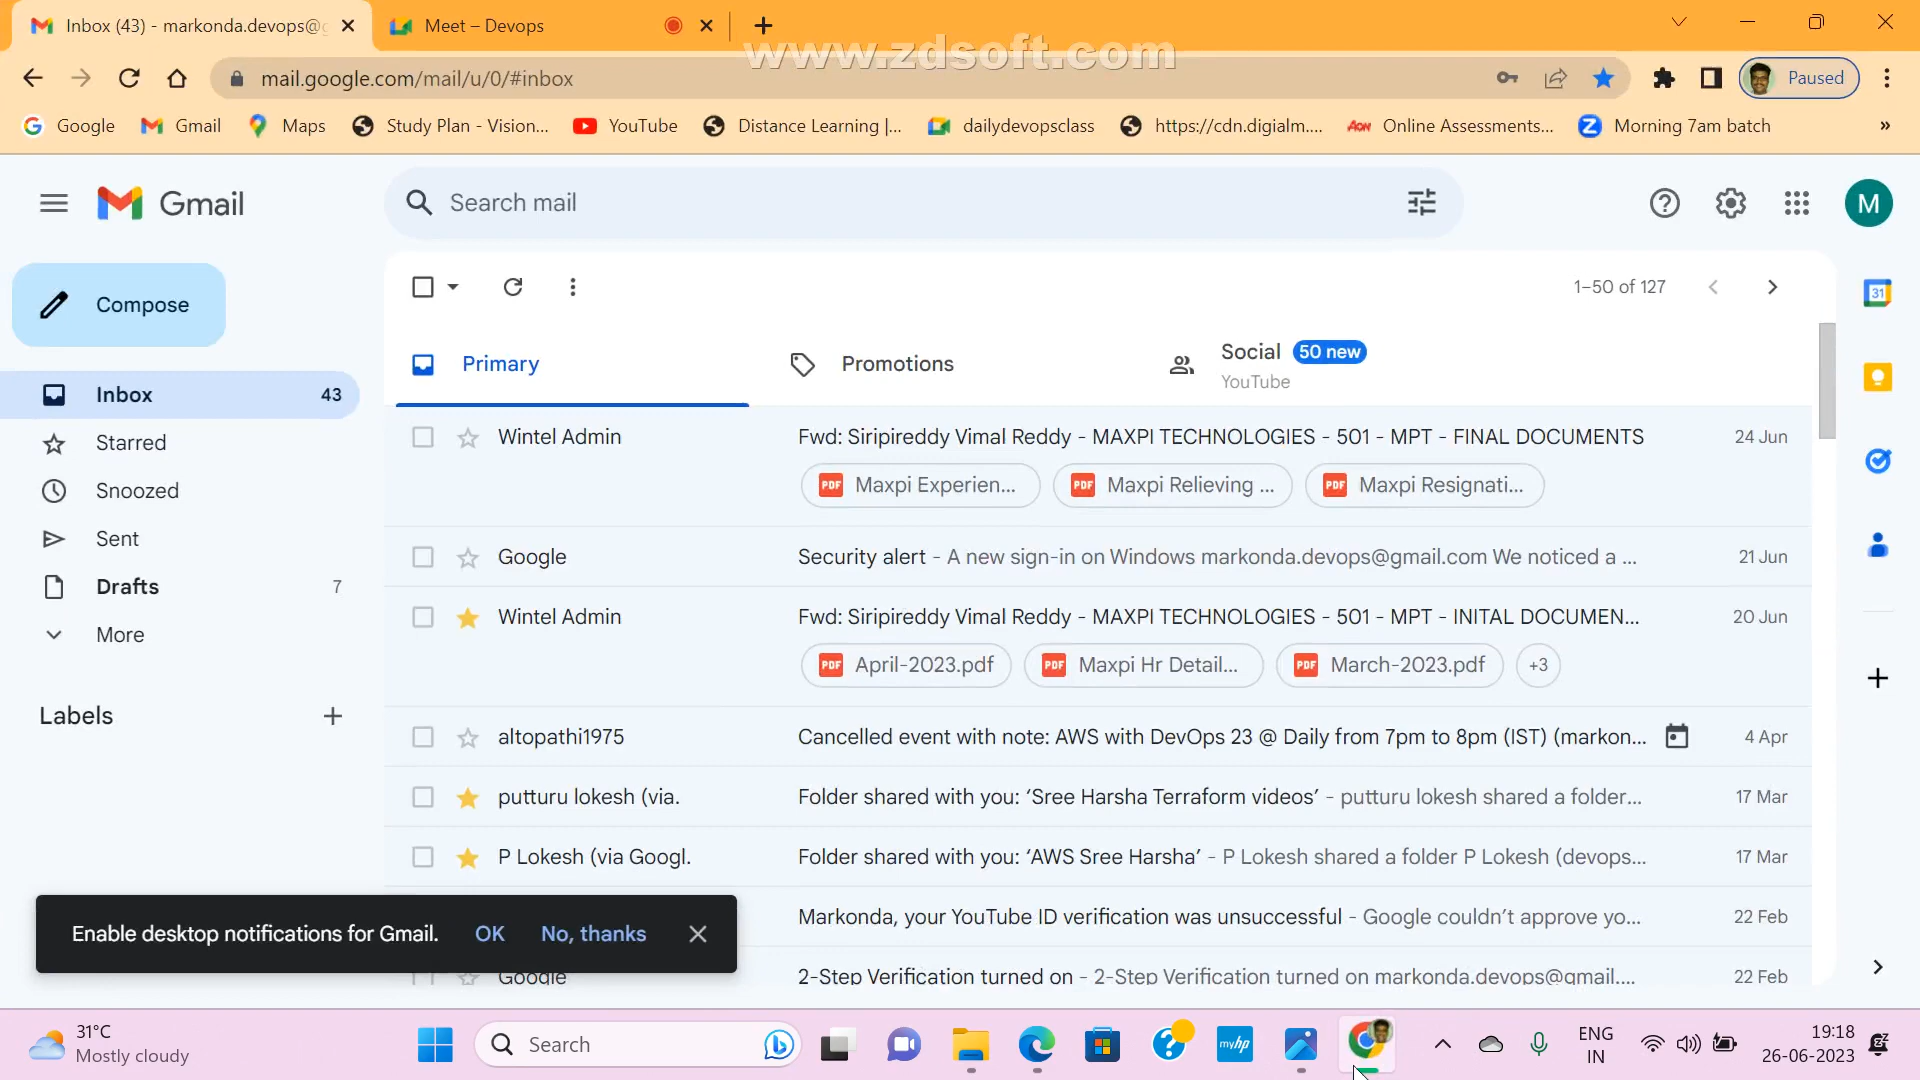 Inbox (43) - markonda.devops@g
Meet – Devops
www.zdsoft.com
mail.google.com/mail/u/0/#inbox
Paused
Google
Gmail
Maps
Study Plan - Vision...
YouTube
Distance Learning |...
dailydevopsclass
https://cdn.digialm....
Aon
Online Assessments...
Morning 7am batch
»
Gmail
Search mail
M
Compose
1–50 of 127
31
Primary
Promotions
Social
50 new
YouTube
Inbox
43
Starred
Snoozed
Sent
Drafts
7
More
Labels
Wintel Admin
Fwd: Siripireddy Vimal Reddy - MAXPI TECHNOLOGIES - 501 - MPT - FINAL DOCUMENTS
24 Jun
PDF Maxpi Experien...
PDF Maxpi Relieving ...
PDF Maxpi Resignati...
Google
Security alert - A new sign-in on Windows markonda.devops@gmail.com We noticed a ...
21 Jun
Wintel Admin
Fwd: Siripireddy Vimal Reddy - MAXPI TECHNOLOGIES - 501 - MPT - INITAL DOCUMEN...
20 Jun
PDF April-2023.pdf
PDF Maxpi Hr Detail...
PDF March-2023.pdf
+3
altopathi1975
Cancelled event with note: AWS with DevOps 23 @ Daily from 7pm to 8pm (IST) (markon...
4 Apr
putturu lokesh (via.
Folder shared with you: ‘Sree Harsha Terraform videos’ - putturu lokesh shared a folder...
17 Mar
P Lokesh (via Googl.
Folder shared with you: ‘AWS Sree Harsha’ - P Lokesh shared a folder P Lokesh (devops...
17 Mar
Markonda, your YouTube ID verification was unsuccessful - Google couldn’t approve yo...
22 Feb
Google
2-Step Verification turned on - 2-Step Verification turned on markonda.devops@gmail....
22 Feb
Enable desktop notifications for Gmail.
OK
No, thanks
31°C
Mostly cloudy
Search
myhp
ENG
IN
19:18
26-06-2023